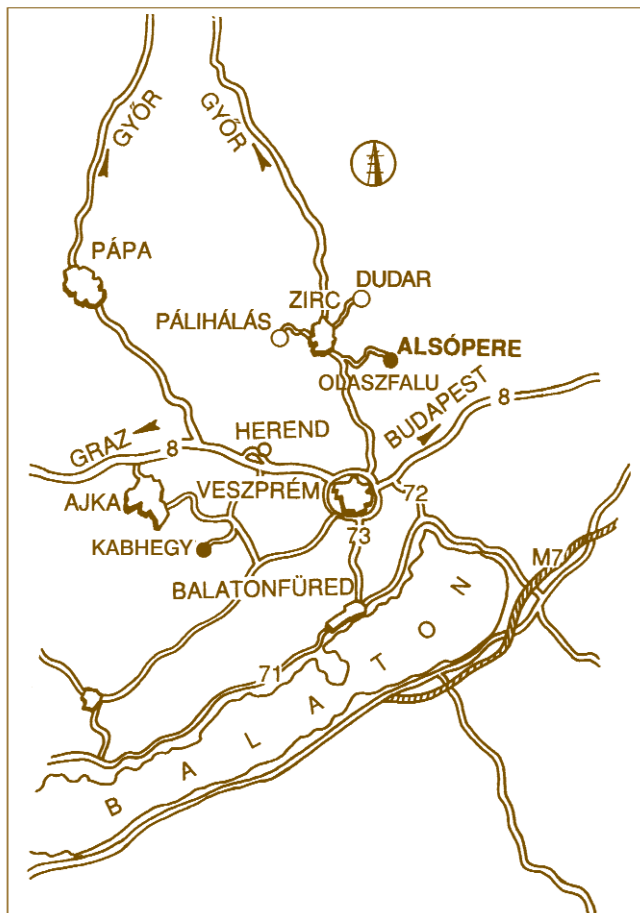 GYŐR
GYŐR
PÁPA
DUDAR
ZIRC
PÁLIHÁLÁS
ALSÓPERE
OLASZFALU
BUDAPEST
8
GRAZ
8
HEREND
AJKA
VESZPRÉM
72
73
KABHEGY
M7
BALATONFÜRED
71
BALATON